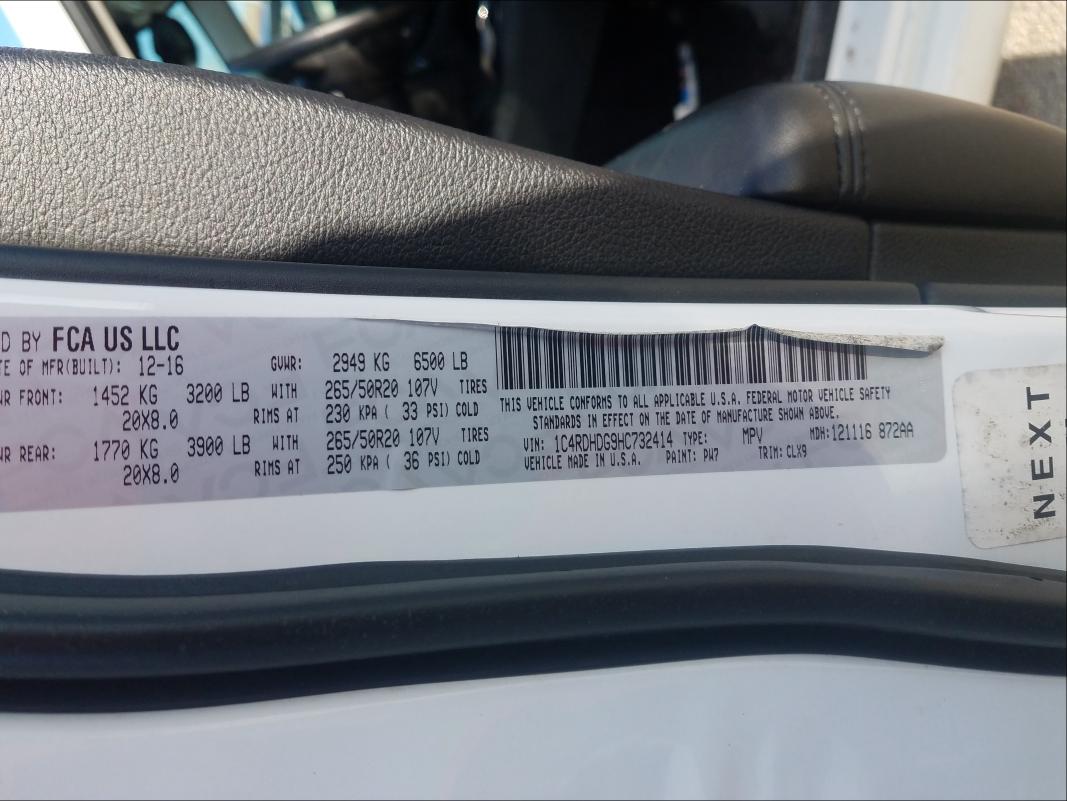 D BY FCA US LLC
TE OF MFR(BUILT): 12-16 GVWR: 2949 KG 6500 LB
WR FRONT: 1452 KG 3200 LB WITH 265/50R20 107V TIRES
20X8.0 RIMS AT 230 KPA ( 33 PSI) COLD
WR REAR: 1770 KG 3900 LB WITH 265/50R20 107V TIRES
20X8.0 RIMS AT 250 KPA ( 36 PSI) COLD
THIS VEHICLE CONFORMS TO ALL APPLICABLE U.S.A. FEDERAL MOTOR VEHICLE SAFETY
STANDARDS IN EFFECT ON THE DATE OF MANUFACTURE SHOWN ABOVE.
VIN: 1C4RDHDG9HC732414 TYPE: MPV MDH:121116 872AA
VEHICLE MADE IN U.S.A. PAINT: PW7 TRIM: CLX9
NEXT